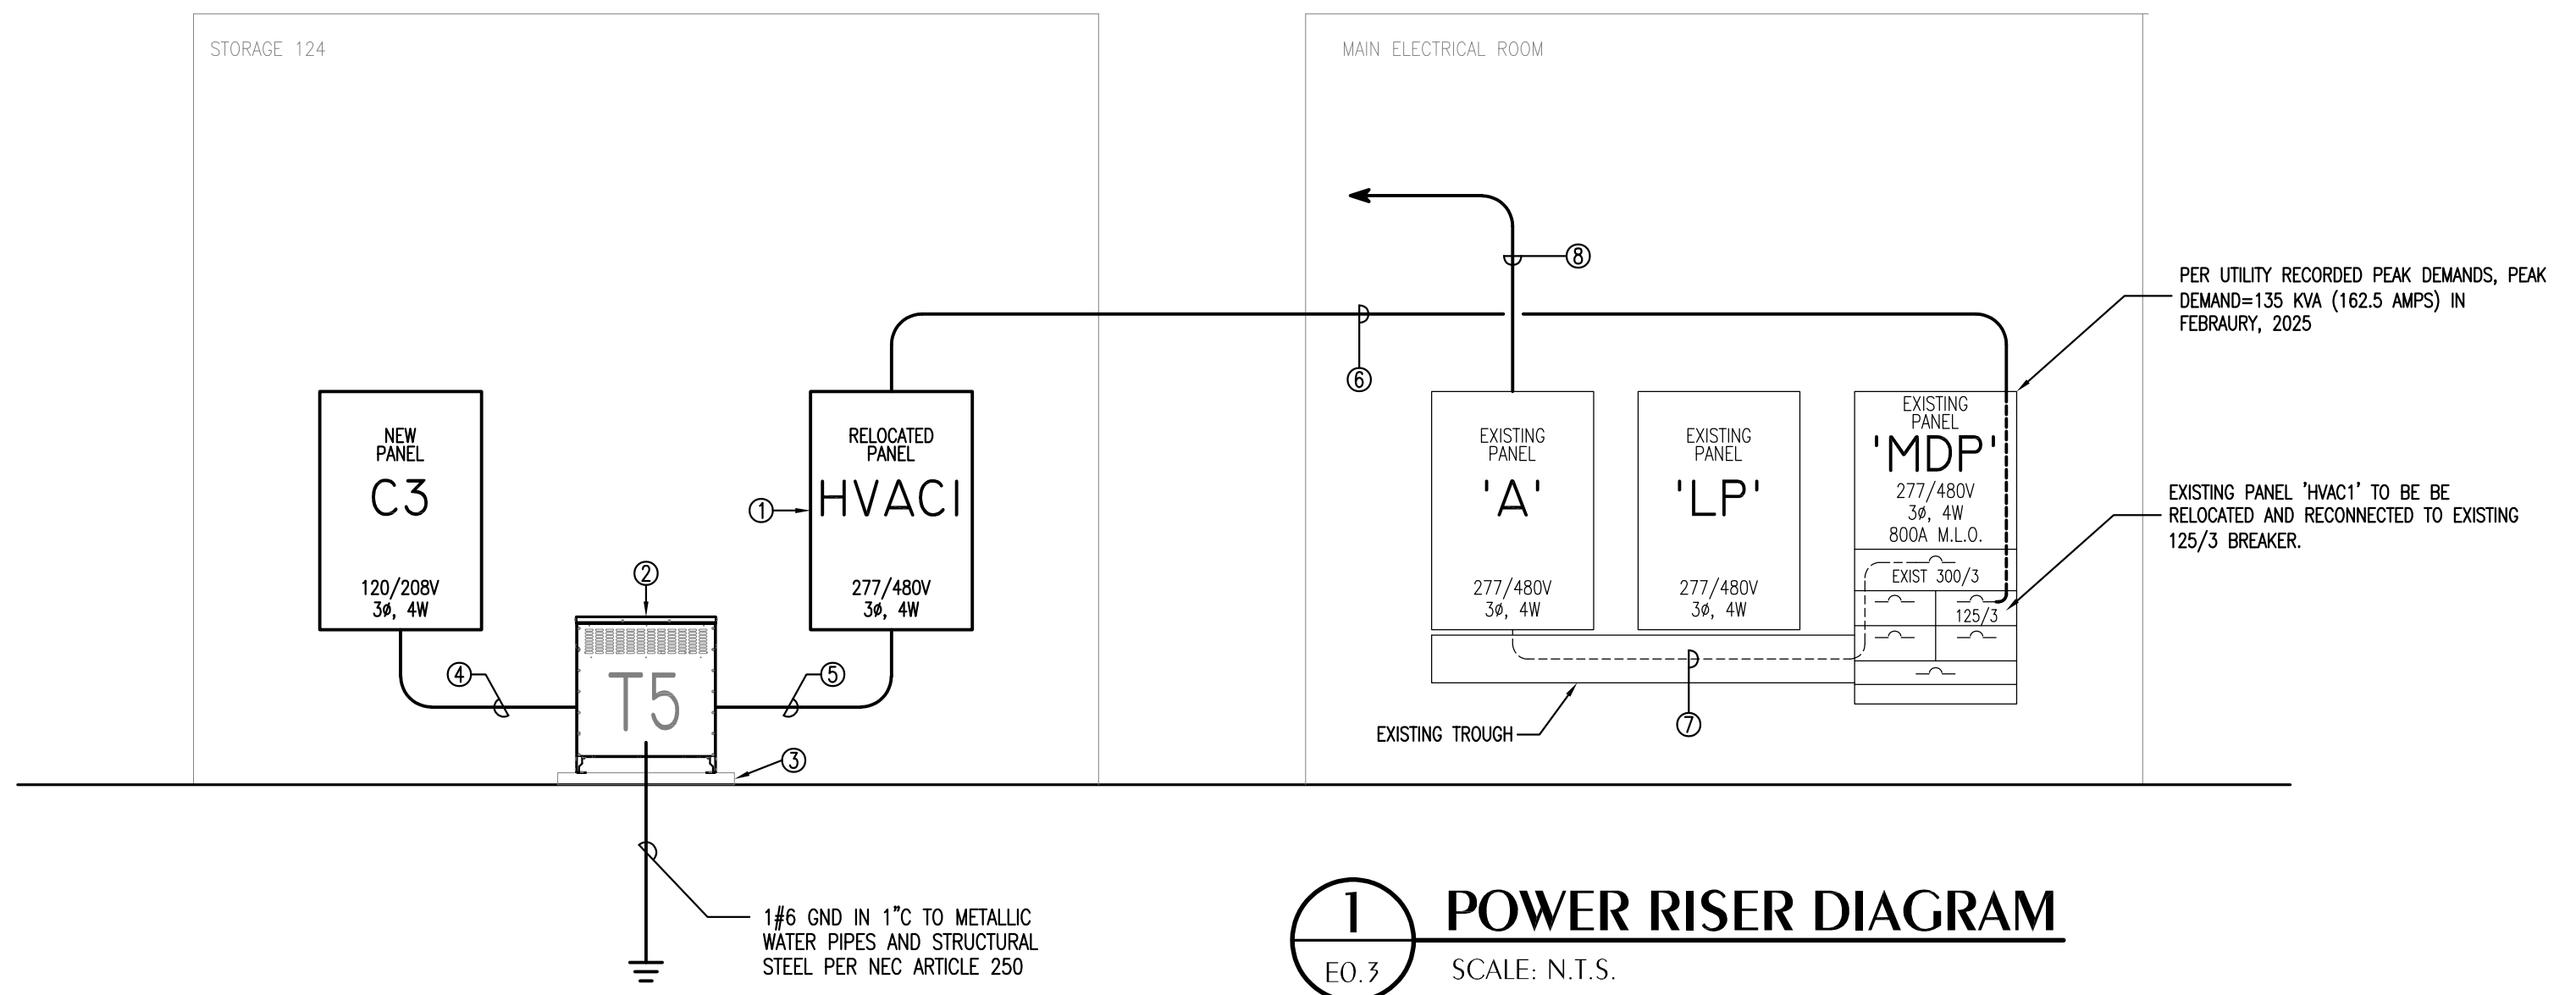 STORAGE 124
MAIN ELECTRICAL ROOM
8
PER UTILITY RECORDED PEAK DEMANDS, PEAK
DEMAND=135 KVA (162.5 AMPS) IN
FEBRAURY, 2025
6
NEW
PANEL
C3
120/208V
3ø, 4W
1
RELOCATED
PANEL
HVAC1
277/480V
3ø, 4W
EXISTING
PANEL
'A'
277/480V
3ø, 4W
EXISTING
PANEL
'LP'
277/480V
3ø, 4W
EXISTING
PANEL
'MDP'
277/480V
3ø, 4W
800A M.L.O.
EXIST 300/3
125/3
EXISTING PANEL 'HVAC1' TO BE BE
RELOCATED AND RECONNECTED TO EXISTING
125/3 BREAKER.
2
4
T5
5
3
7
EXISTING TROUGH
1#6 GND IN 1"C TO METALLIC
WATER PIPES AND STRUCTURAL
STEEL PER NEC ARTICLE 250
1
E0.3
POWER RISER DIAGRAM
SCALE: N.T.S.